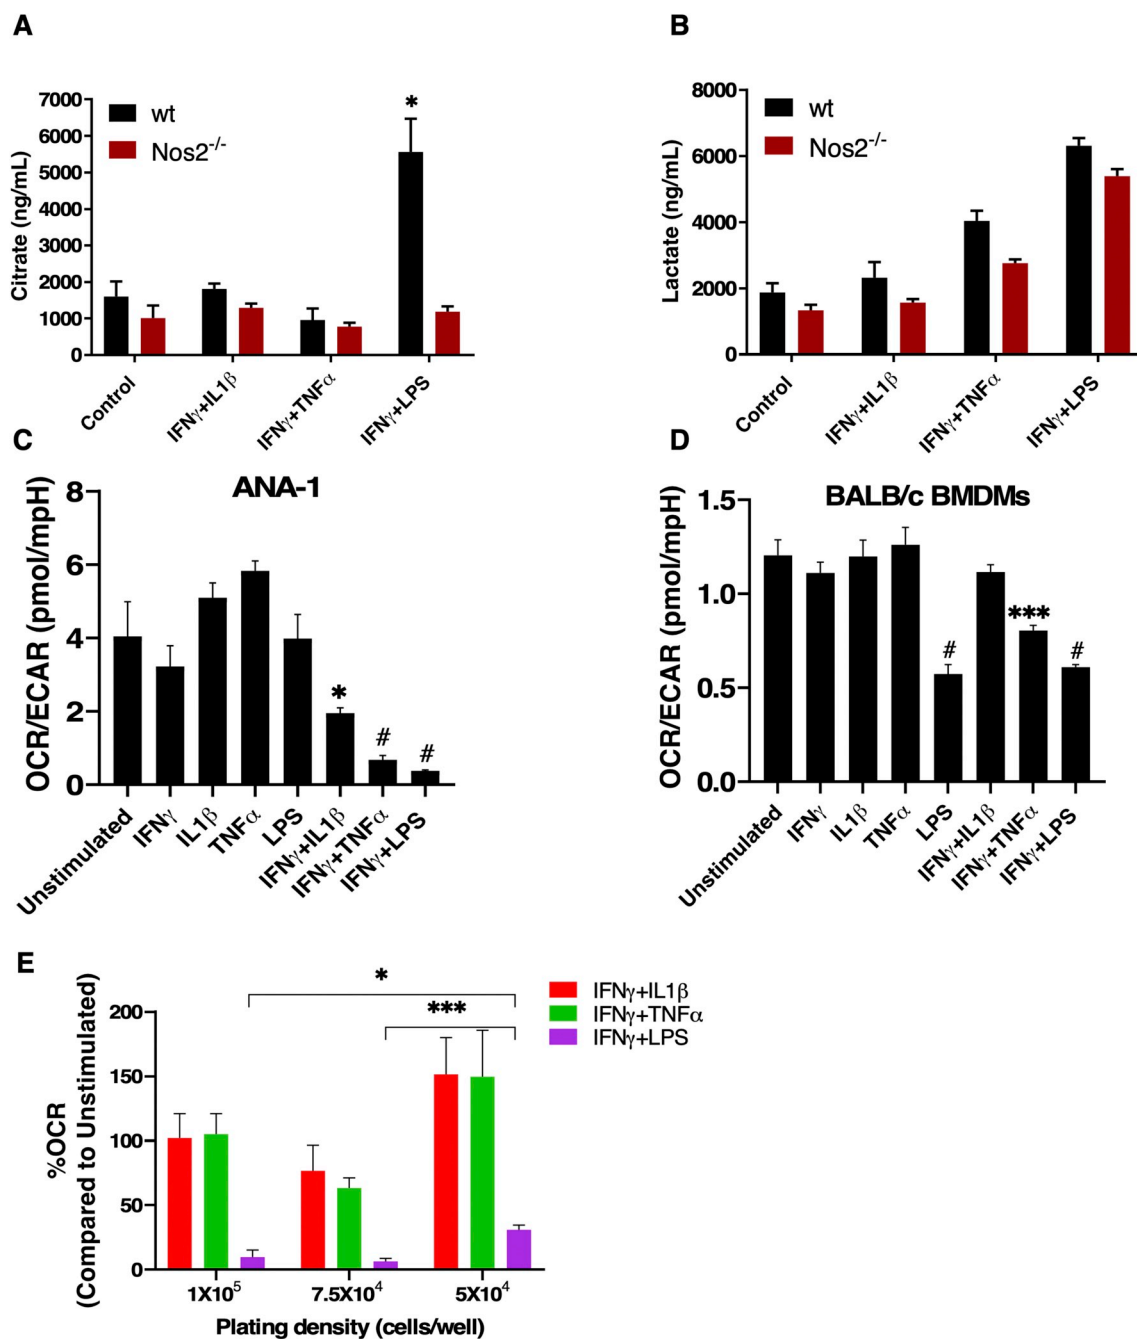 A
Citrate (ng/mL)
7000
6000
5000
4000
3000
2000
1000
0
wt
Nos2-/-
*
Control
IFNγ+IL1β
IFNγ+TNFα
IFNγ+LPS
B
Lactate (ng/mL)
8000
6000
4000
2000
0
wt
Nos2-/-
Control
IFNγ+IL1β
IFNγ+TNFα
IFNγ+LPS
C
ANA-1
OCR/ECAR (pmol/mpH)
8
6
4
2
0
*
#
#
Unstimulated
IFNγ
IL1β
TNFα
LPS
IFNγ+IL1β
IFNγ+TNFα
IFNγ+LPS
D
BALB/c BMDMs
OCR/ECAR (pmol/mpH)
1.5
1.0
0.5
0.0
#
***
#
Unstimulated
IFNγ
IL1β
TNFα
LPS
IFNγ+IL1β
IFNγ+TNFα
IFNγ+LPS
E
%OCR
(Compared to Unstimulated)
200
150
100
50
0
*
***
IFNγ+IL1β
IFNγ+TNFα
IFNγ+LPS
1X10⁵
7.5X10⁴
5X10⁴
Plating density (cells/well)